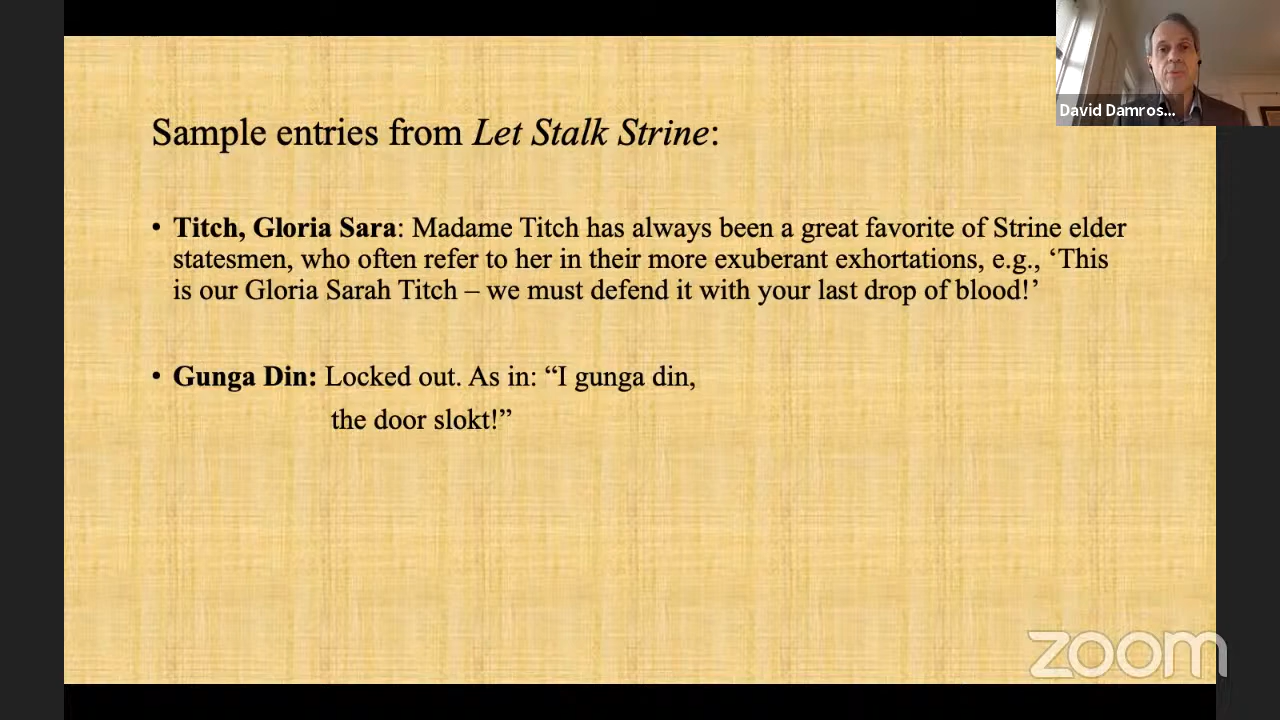 David Damros...
Sample entries from Let Stalk Strine:
• Titch, Gloria Sara: Madame Titch has always been a great favorite of Strine elder
statesmen, who often refer to her in their more exuberant exhortations, e.g., ‘This
is our Gloria Sarah Titch – we must defend it with your last drop of blood!’
• Gunga Din: Locked out. As in: “I gunga din,
the door slokt!”
zoom